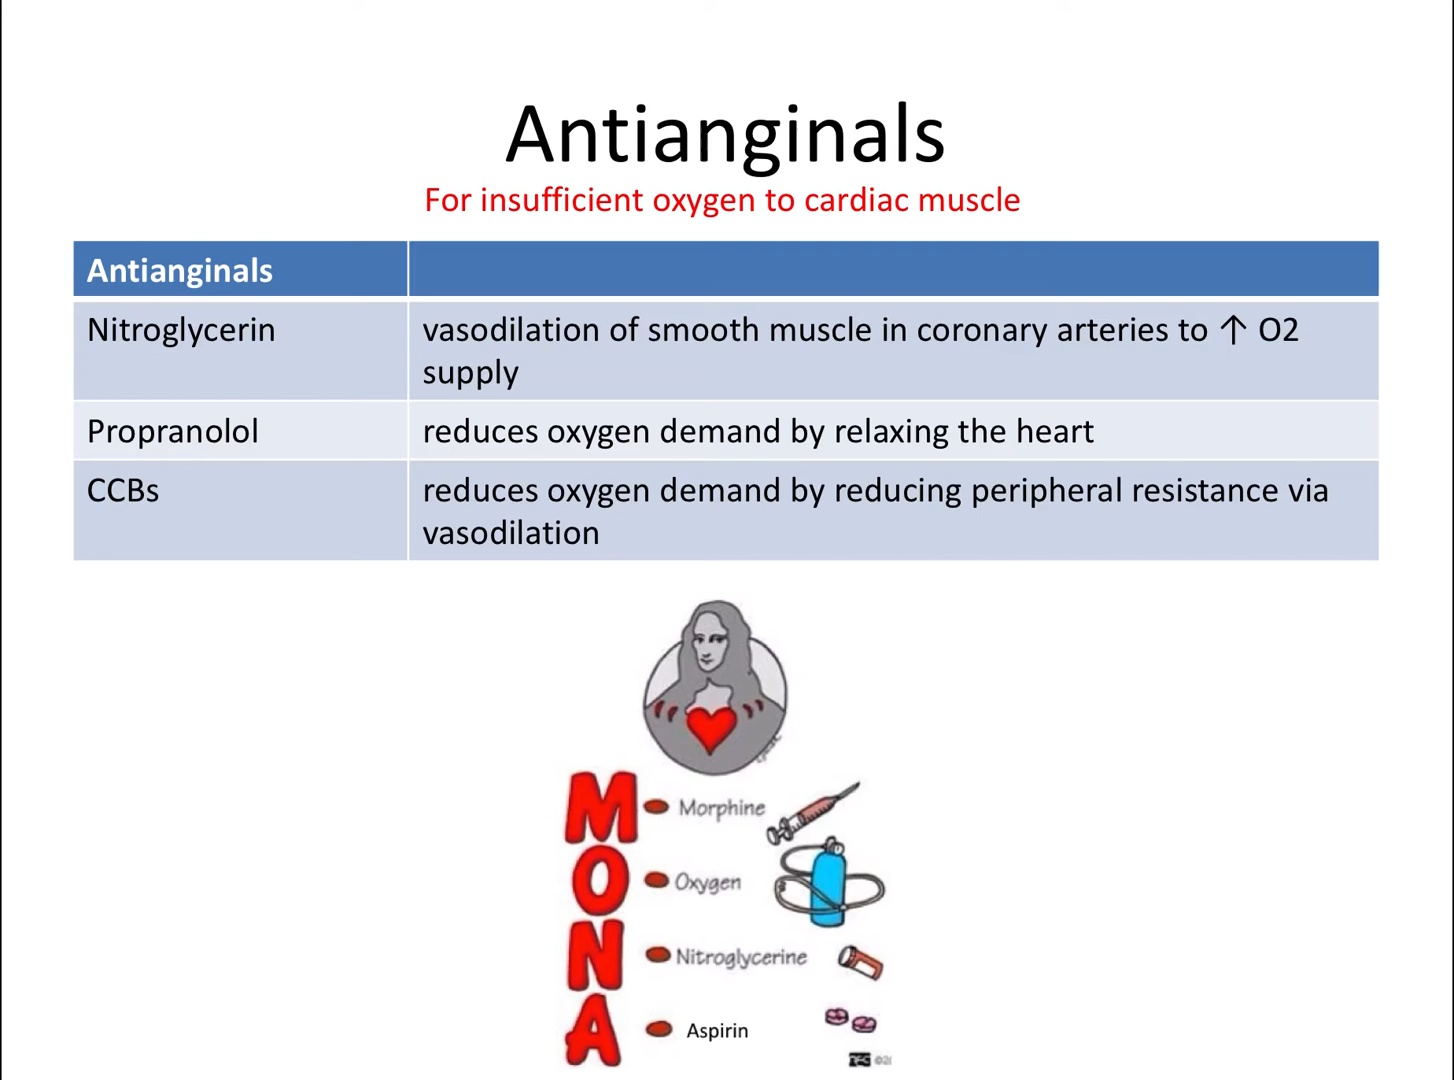 Antianginals
For insufficient oxygen to cardiac muscle
Antianginals
Nitroglycerin
vasodilation of smooth muscle in coronary arteries to ↑ O2
supply
Propranolol
reduces oxygen demand by relaxing the heart
CCBs
reduces oxygen demand by reducing peripheral resistance via
vasodilation
M Morphine
O Oxygen
N Nitroglycerine
A Aspirin